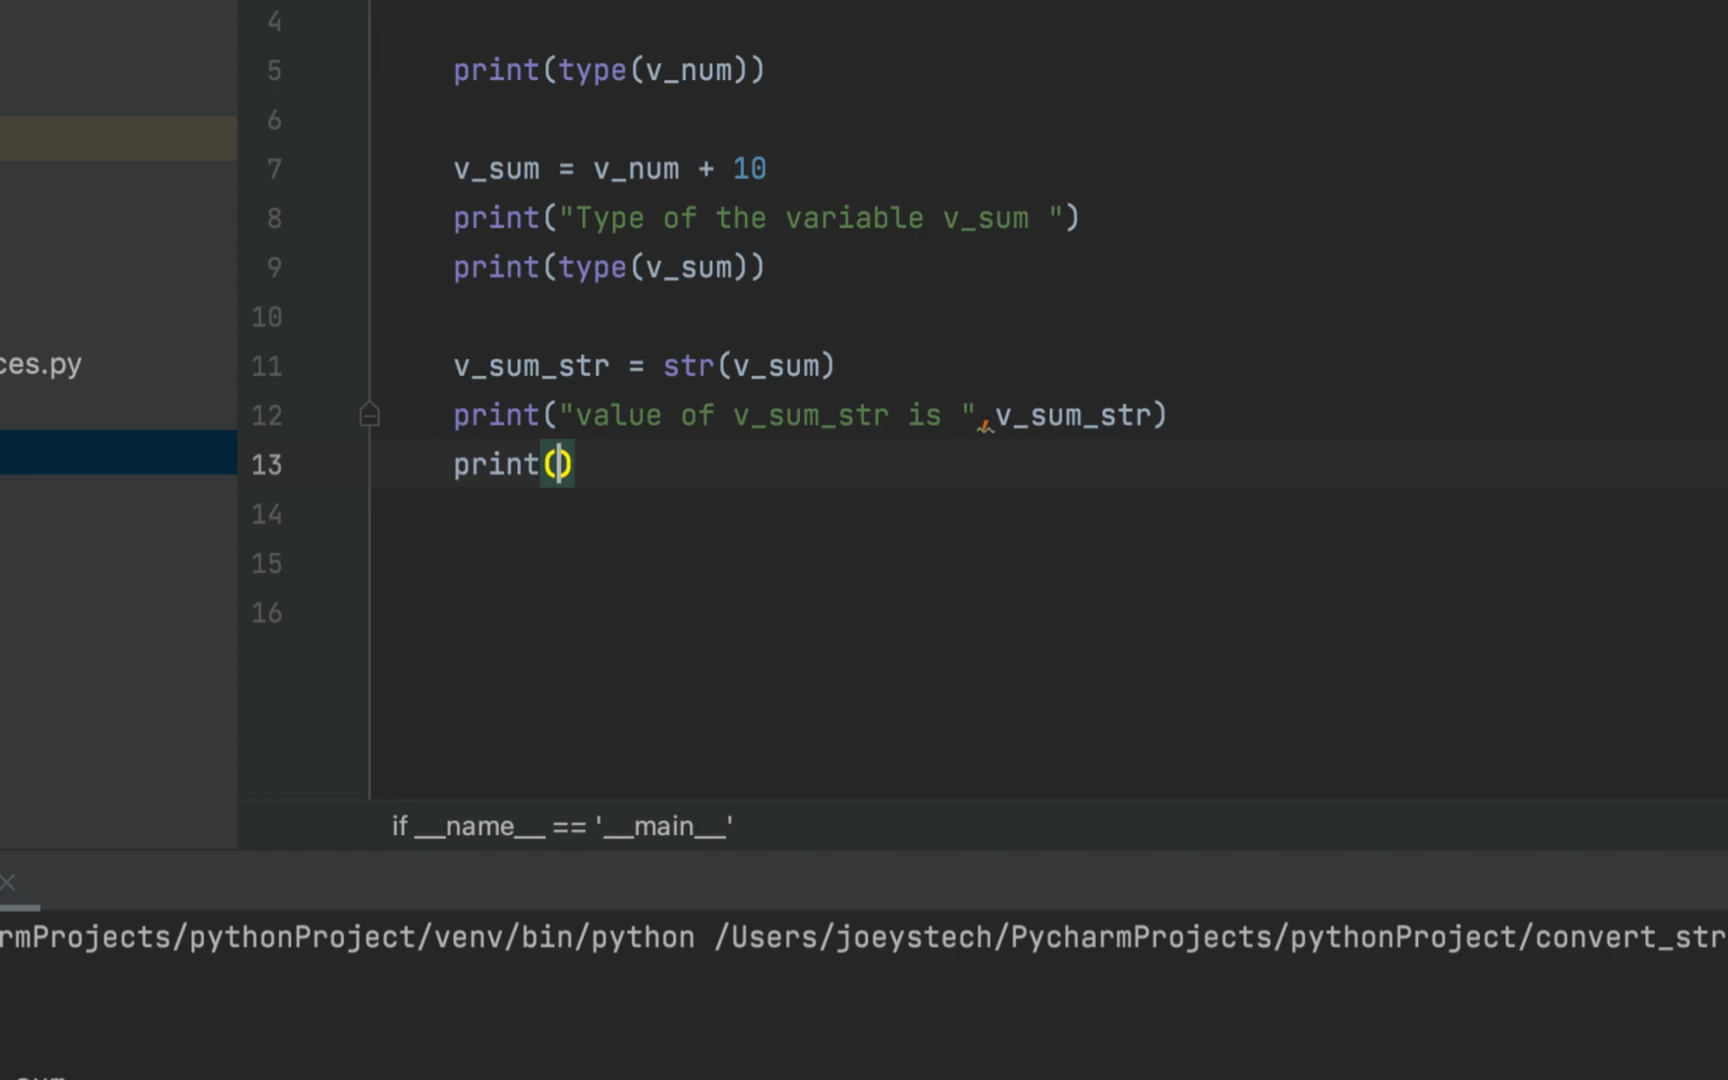 4
5 print(type(v_num))
6
7 v_sum = v_num + 10
8 print("Type of the variable v_sum ")
9 print(type(v_sum))
10
ces.py
11 v_sum_str = str(v_sum)
12 print("value of v_sum_str is ",v_sum_str)
13 print()
14
15
16
if __name__ == '__main__'
rmProjects/pythonProject/venv/bin/python /Users/joeystech/PycharmProjects/pythonProject/convert_str